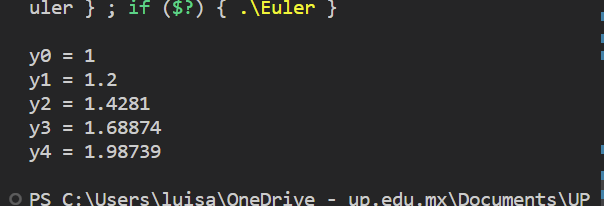 uler } ; if ($?) { .\Euler }
y0 = 1
y1 = 1.2
y2 = 1.4281
y3 = 1.68874
y4 = 1.98739
PS C:\Users\luisa\OneDrive - up.edu.mx\Documents\UP